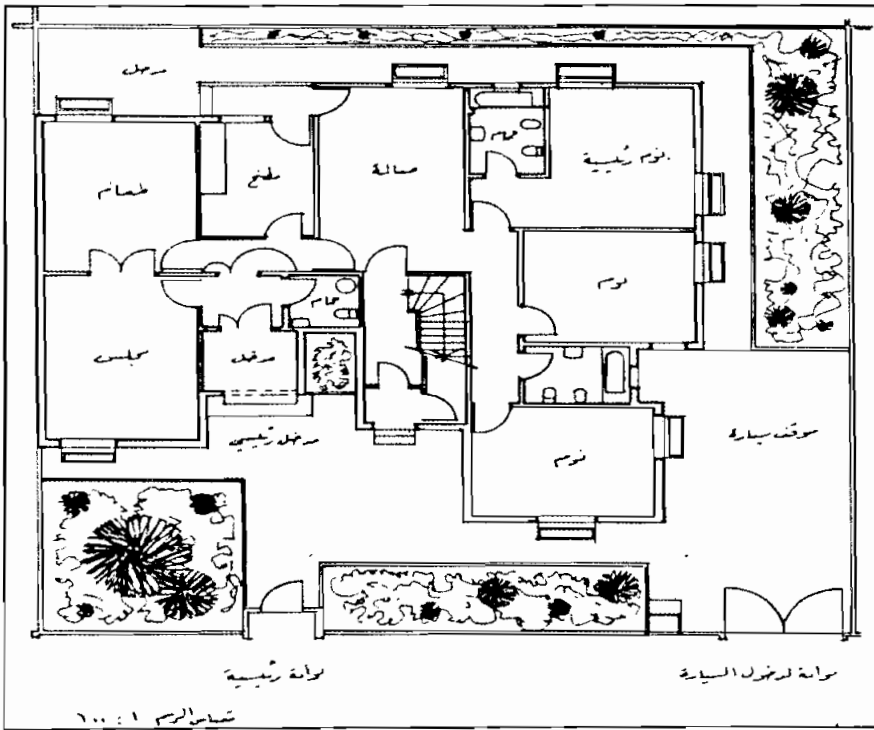 مدخل
طعام
مطبخ
صالة
حمام
نوم رئيسية
نوم
مجلس
مدخل
حمام
مدخل رئيسي
نوم
موقف سيارة
بوابة رئيسية
بوابة لدخول السيارة
مقياس الرسم ١ : ١٠٠